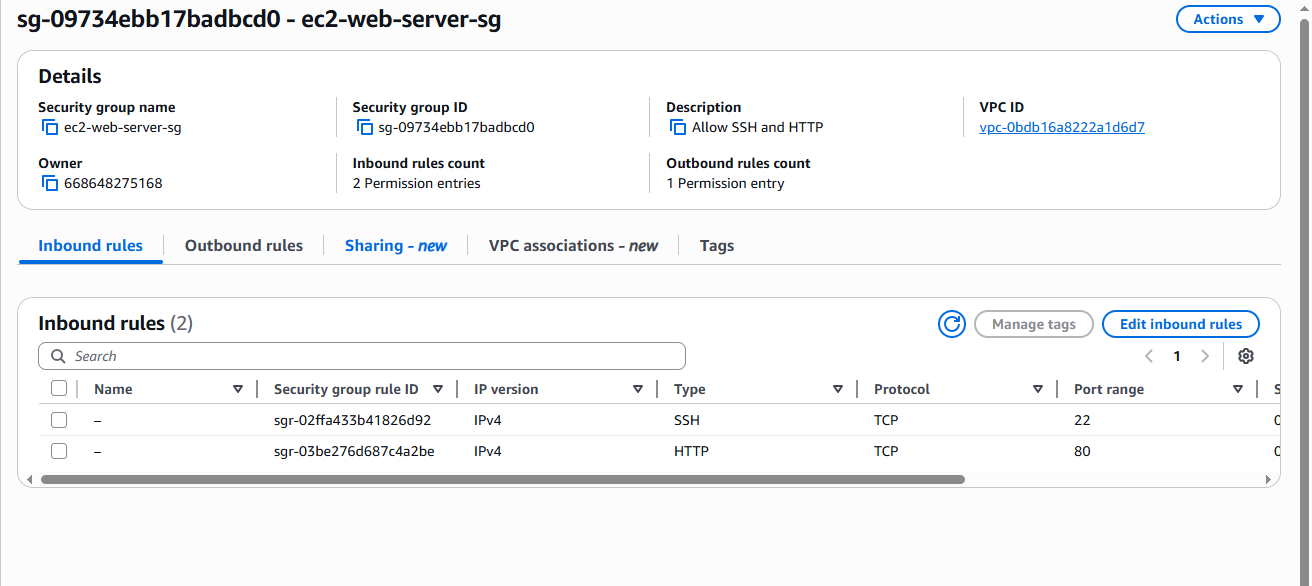 sg-09734ebb17badbcd0 - ec2-web-server-sg
Actions
Details
Security group name
ec2-web-server-sg
Security group ID
sg-09734ebb17badbcd0
Description
Allow SSH and HTTP
VPC ID
vpc-0bdb16a8222a1d6d7
Owner
668648275168
Inbound rules count
2 Permission entries
Outbound rules count
1 Permission entry
Inbound rules
Outbound rules
Sharing - new
VPC associations - new
Tags
Inbound rules (2)
Manage tags
Edit inbound rules
Search
1
Name Security group rule ID IP version Type Protocol Port range
– sgr-02ffa433b41826d92 IPv4 SSH TCP 22
– sgr-03be276d687c4a2be IPv4 HTTP TCP 80